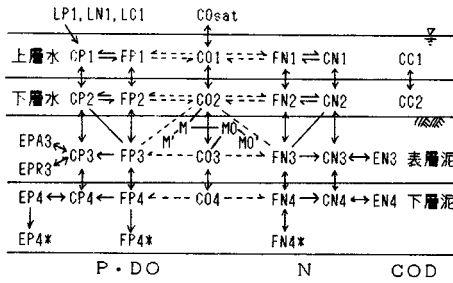 LP1, LN1, LC1 COsat
上層水 CP1 FP1 CO1 FN1 CN1 CC1
下層水 CP2 FP2 CO2 FN2 CN2 CC2
M MO
EPA3 M' MO'
CP3 FP3 CO3 FN3 CN3 EN3 表層泥
EPR3
EP4 CP4 FP4 CO4 FN4 CN4 EN4 下層泥
EP4* FP4* FN4*
P・DO N COD